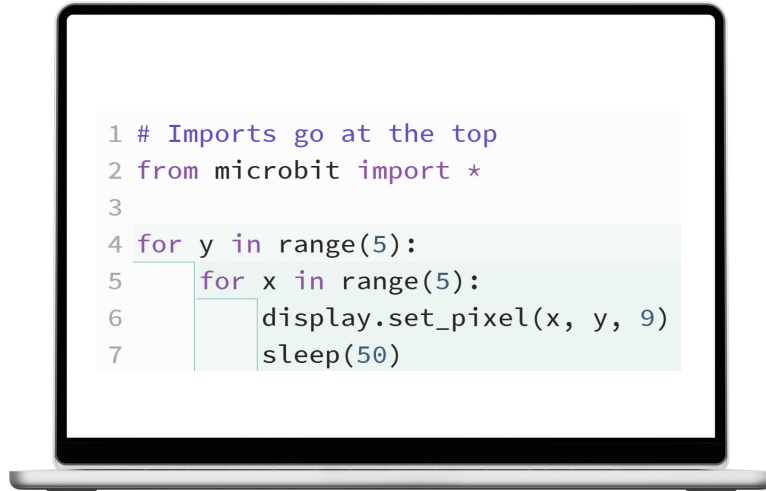 1 # Imports go at the top
2 from microbit import *
3
4 for y in range(5):
5     for x in range(5):
6         display.set_pixel(x, y, 9)
7         sleep(50)